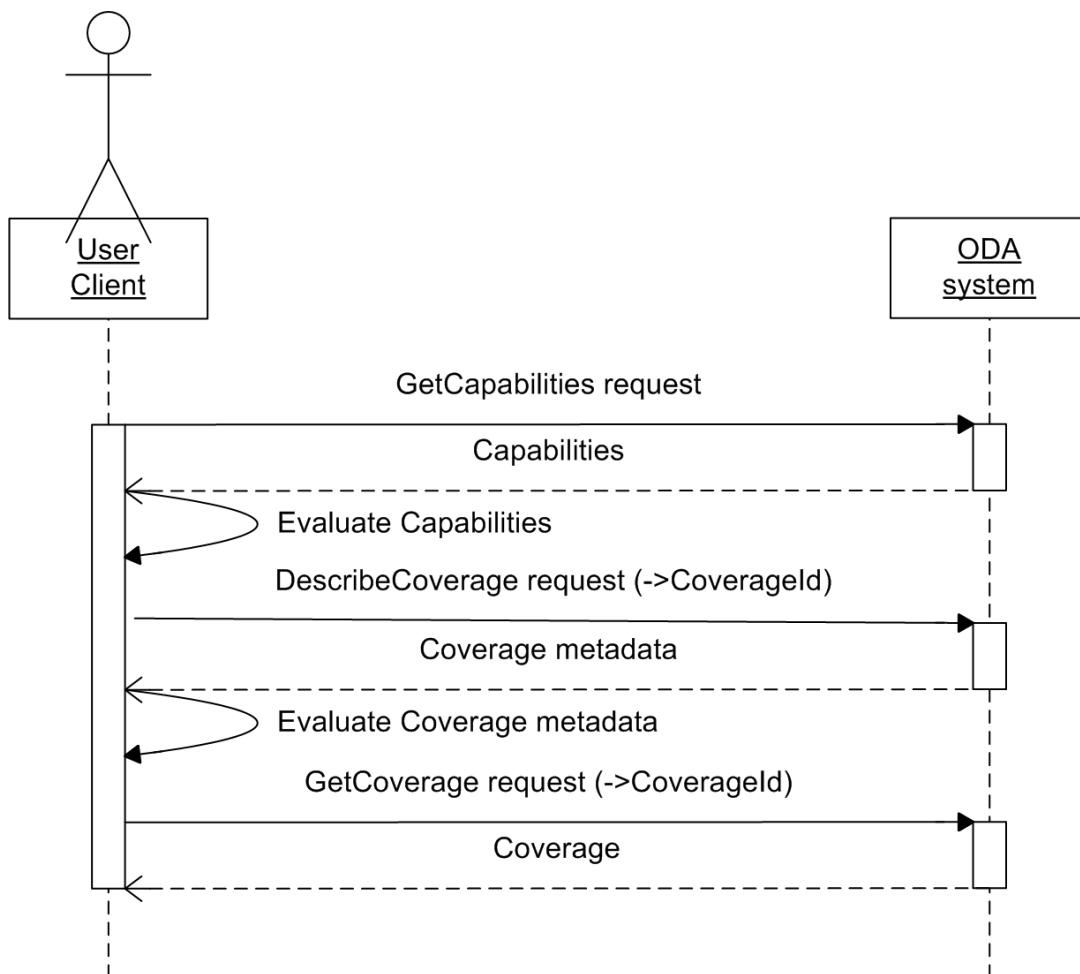 User
Client
ODA
system
GetCapabilities request
Capabilities
Evaluate Capabilities
DescribeCoverage request (->CoverageId)
Coverage metadata
Evaluate Coverage metadata
GetCoverage request (->CoverageId)
Coverage